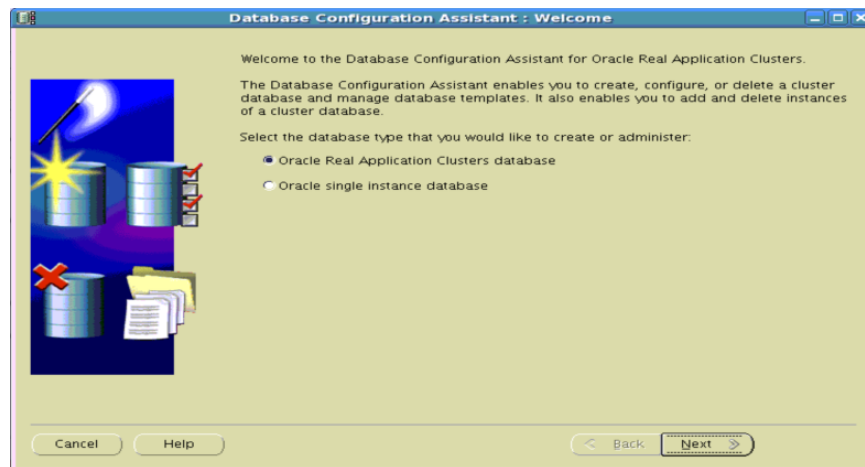 Database Configuration Assistant : Welcome
Welcome to the Database Configuration Assistant for Oracle Real Application Clusters.
The Database Configuration Assistant enables you to create, configure, or delete a cluster
database and manage database templates. It also enables you to add and delete instances
of a cluster database.
Select the database type that you would like to create or administer:
Oracle Real Application Clusters database
Oracle single instance database
Cancel
Help
Back
Next